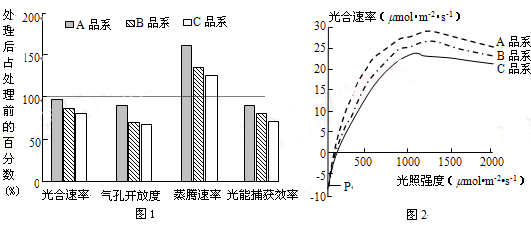 处理后占处理前的百分数(%)
200
100
100
50
0
A 品系 B 品系 C 品系
光合速率 气孔开放度 蒸腾速率 光能捕获效率
图1
光合速率(μmol·m-2·s-1)
30
25
20
15
10
5
0
-5
-10
A 品系
B 品系
C 品系
P
500 1000 1500 2000
光照强度(μmol·m-2·s-1)
图2